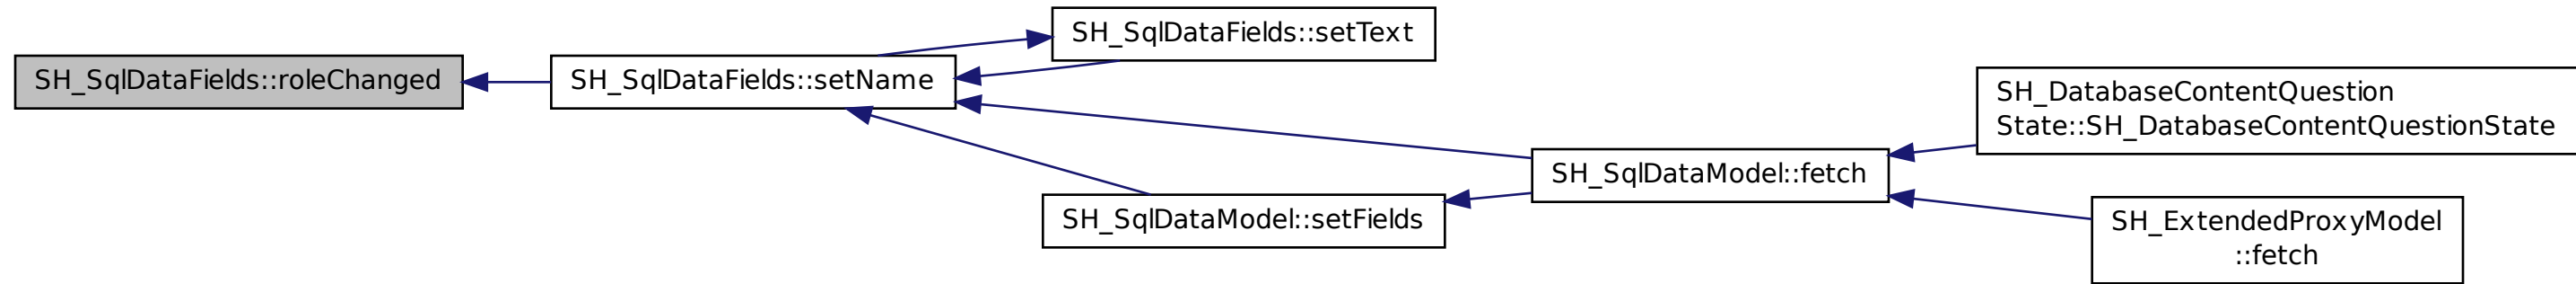 SH_SqlDataFields::roleChanged
SH_SqlDataFields::setName
SH_SqlDataFields::setText
SH_SqlDataModel::setFields
SH_SqlDataModel::fetch
SH_DatabaseContentQuestion
State::SH_DatabaseContentQuestionState
SH_ExtendedProxyModel
::fetch